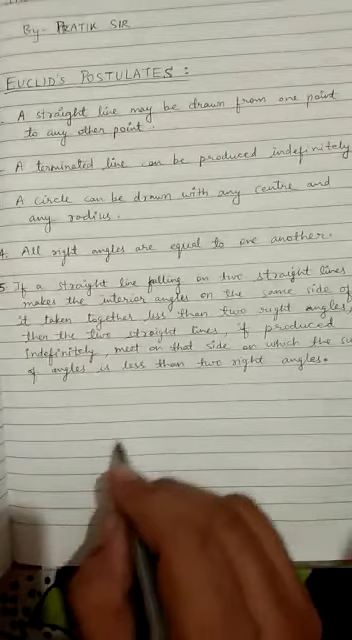 By- PRATIK SIR
EUCLID'S POSTULATES :
A straight line may be drawn from one point
to any other point.
A terminated line can be produced indefinitely
A circle can be drawn with any centre and
any radius.
4. All right angles are equal to one another.
5. If a straight line falling on two straight lines
makes the interior angles on the same side of
it taken together less than two right angles,
then the two straight lines, if produced
indefinitely, meet on that side on which the
of angles is less than two right angles.